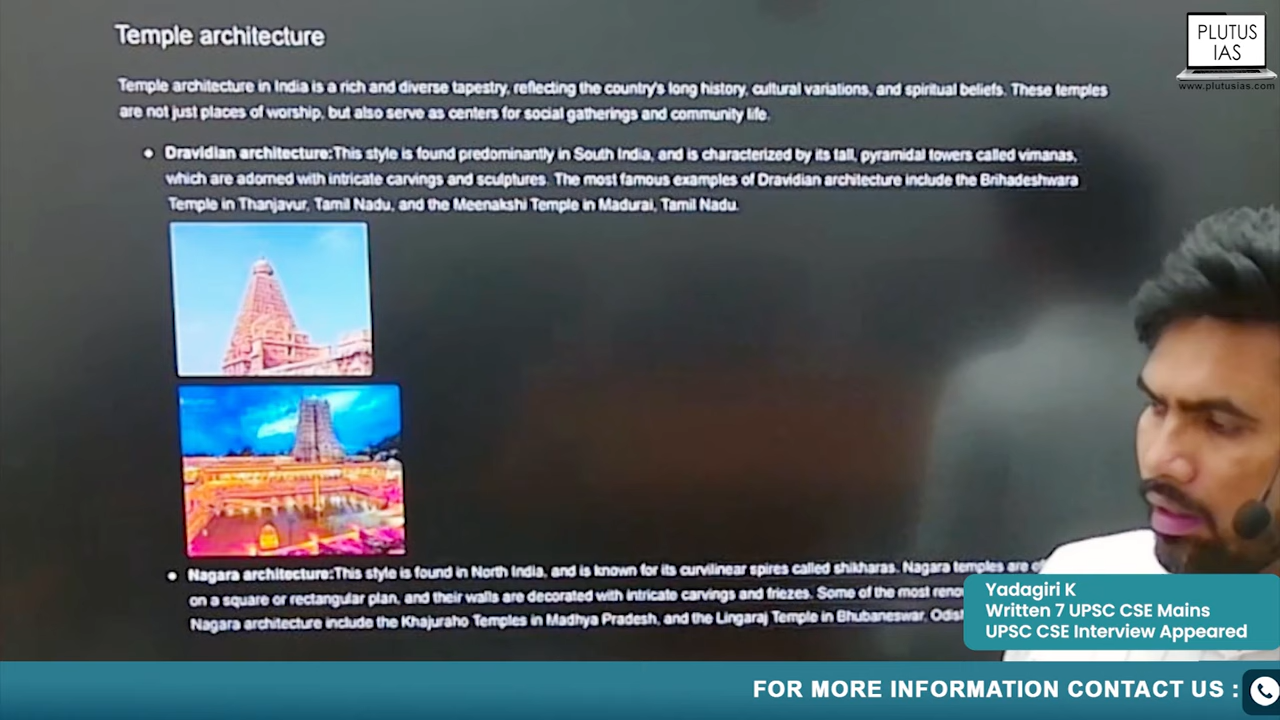 Temple architecture
PLUTUS
IAS
www.plutusias.com
Temple architecture in India is a rich and diverse tapestry, reflecting the country's long history, cultural variations, and spiritual beliefs. These temples
are not just places of worship, but also serve as centers for social gatherings and community life.
• Dravidian architecture:This style is found predominantly in South India, and is characterized by its tall, pyramidal towers called vimanas,
which are adorned with intricate carvings and sculptures. The most famous examples of Dravidian architecture include the Brihadeshwara
Temple in Thanjavur, Tamil Nadu, and the Meenakshi Temple in Madurai, Tamil Nadu.
• Nagara architecture:This style is found in North India, and is known for its curvilinear spires called shikharas. Nagara temples are
on a square or rectangular plan, and their walls are decorated with intricate carvings and friezes. Some of the most
Nagara architecture include the Khajuraho Temples in Madhya Pradesh, and the Lingaraj Temple in Bhubaneswar,
Yadagiri K
Written 7 UPSC CSE Mains
UPSC CSE Interview Appeared
FOR MORE INFORMATION CONTACT US :